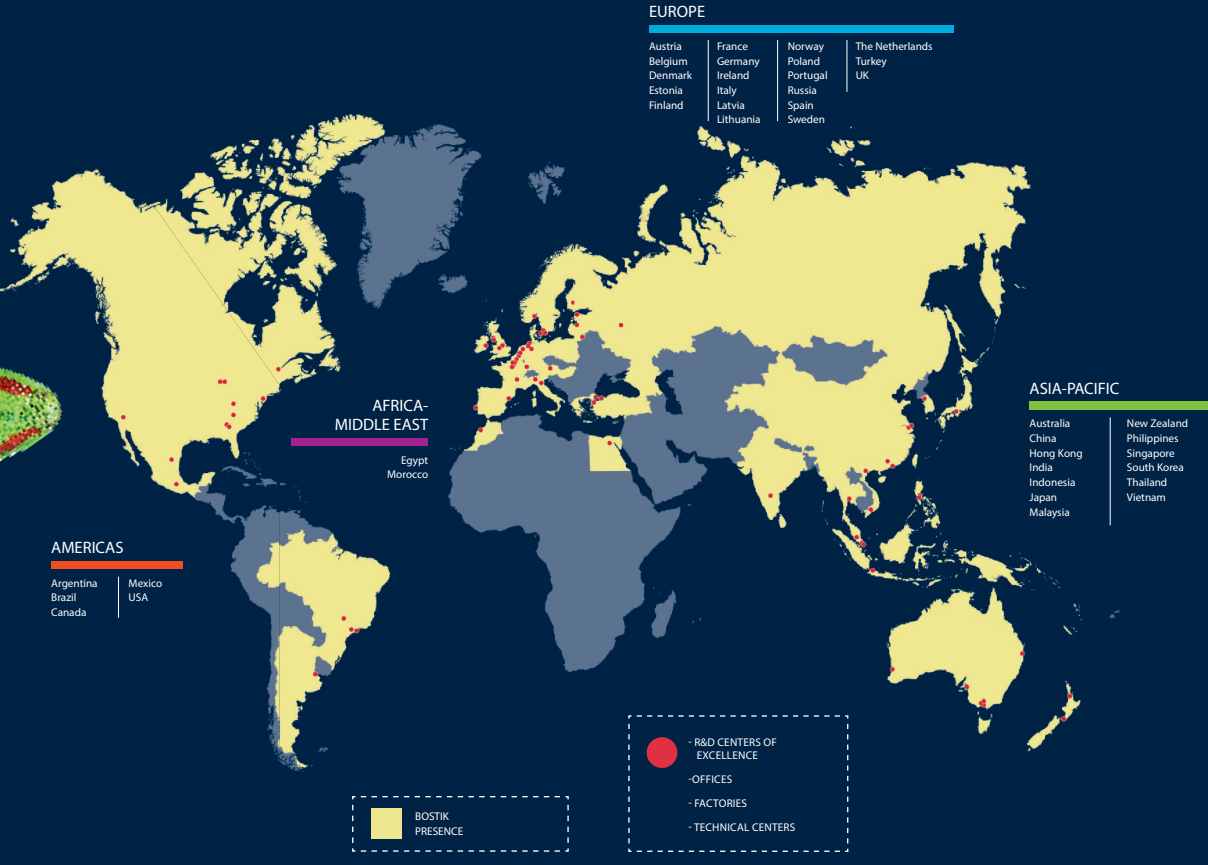 EUROPE
Austria
Belgium
Denmark
Estonia
Finland
France
Germany
Ireland
Italy
Latvia
Lithuania
Norway
Poland
Portugal
Russia
Spain
Sweden
The Netherlands
Turkey
UK
AFRICA-
MIDDLE EAST
Egypt
Morocco
ASIA-PACIFIC
Australia
China
Hong Kong
India
Indonesia
Japan
Malaysia
New Zealand
Philippines
Singapore
South Korea
Thailand
Vietnam
AMERICAS
Argentina
Brazil
Canada
Mexico
USA
BOSTIK
PRESENCE
- R&D CENTERS OF
EXCELLENCE
-OFFICES
- FACTORIES
- TECHNICAL CENTERS